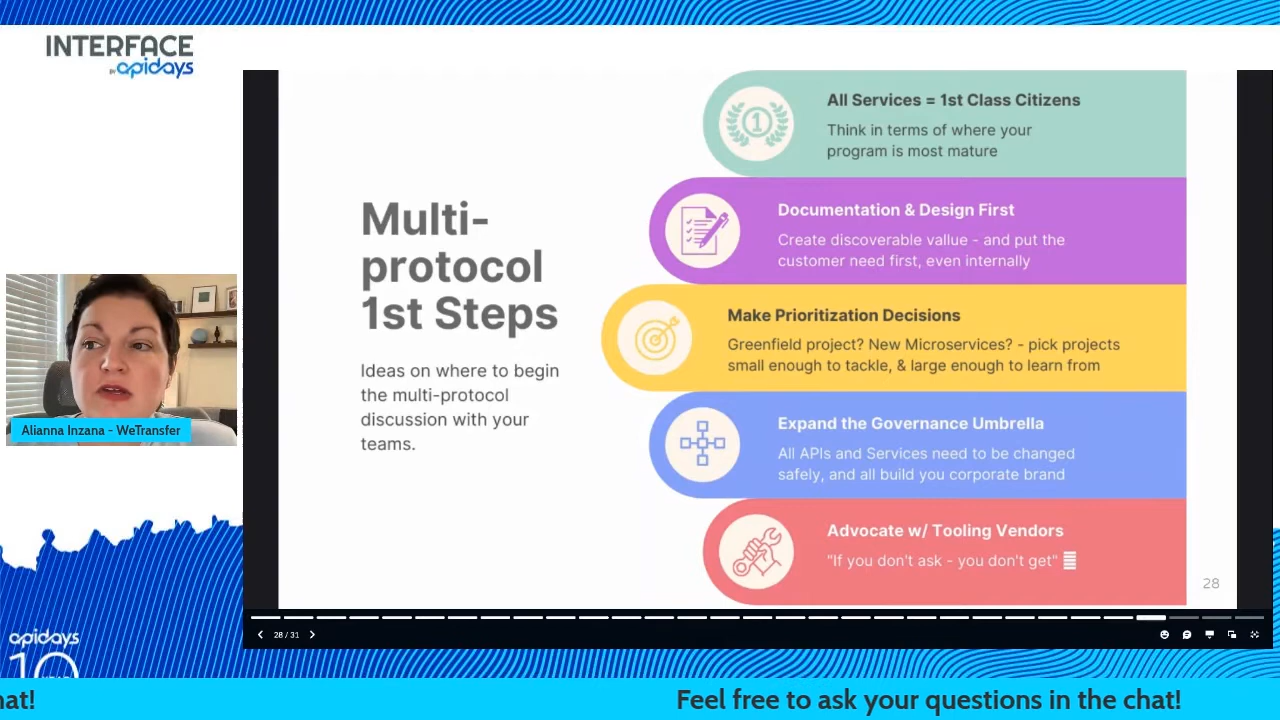 INTERFACE
BY apidays
Multi-
protocol
1st Steps
Ideas on where to begin
the multi-protocol
discussion with your
teams.
1
All Services = 1st Class Citizens
Think in terms of where your
program is most mature
Documentation & Design First
Create discoverable vallue - and put the
customer need first, even internally
Make Prioritization Decisions
Greenfield project? New Microservices? - pick projects
small enough to tackle, & large enough to learn from
Expand the Governance Umbrella
All APIs and Services need to be changed
safely, and all build you corporate brand
Advocate w/ Tooling Vendors
"If you don't ask - you don't get"
28
Alianna Inzana - WeTransfer
28 / 31
apidays
10
hat!
Feel free to ask your questions in the chat!